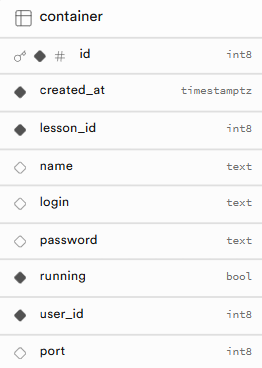 container
# id int8
created_at timestamptz
lesson_id int8
name text
login text
password text
running bool
user_id int8
port int8